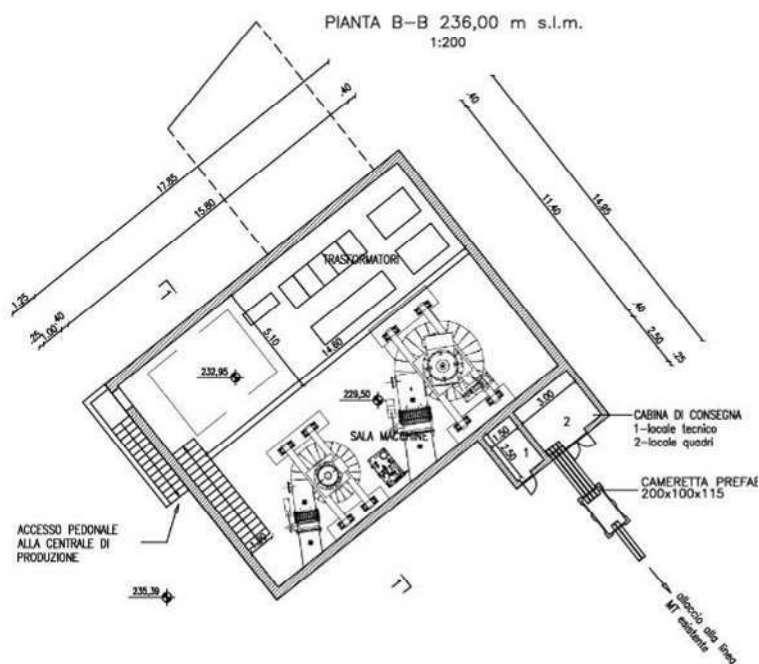 PIANTA B-B 236,00 m s.l.m.
1:200
.40
17.85
15.80
1.25
.25
1.00
.40
.40
11.40
14.95
.40
2.50
.25
TRASFORMATORI
5.10
14.60
232,95
229,50
SALA MACCHINE
3.00
1.50
2.50
1
2
CABINA DI CONSEGNA
1-locale tecnico
2-locale quadri
CAMERETTA PREFAB
200x100x115
ACCESSO PEDONALE
ALLA CENTRALE DI
PRODUZIONE
235,39
allaccio alla linea
MT esistente